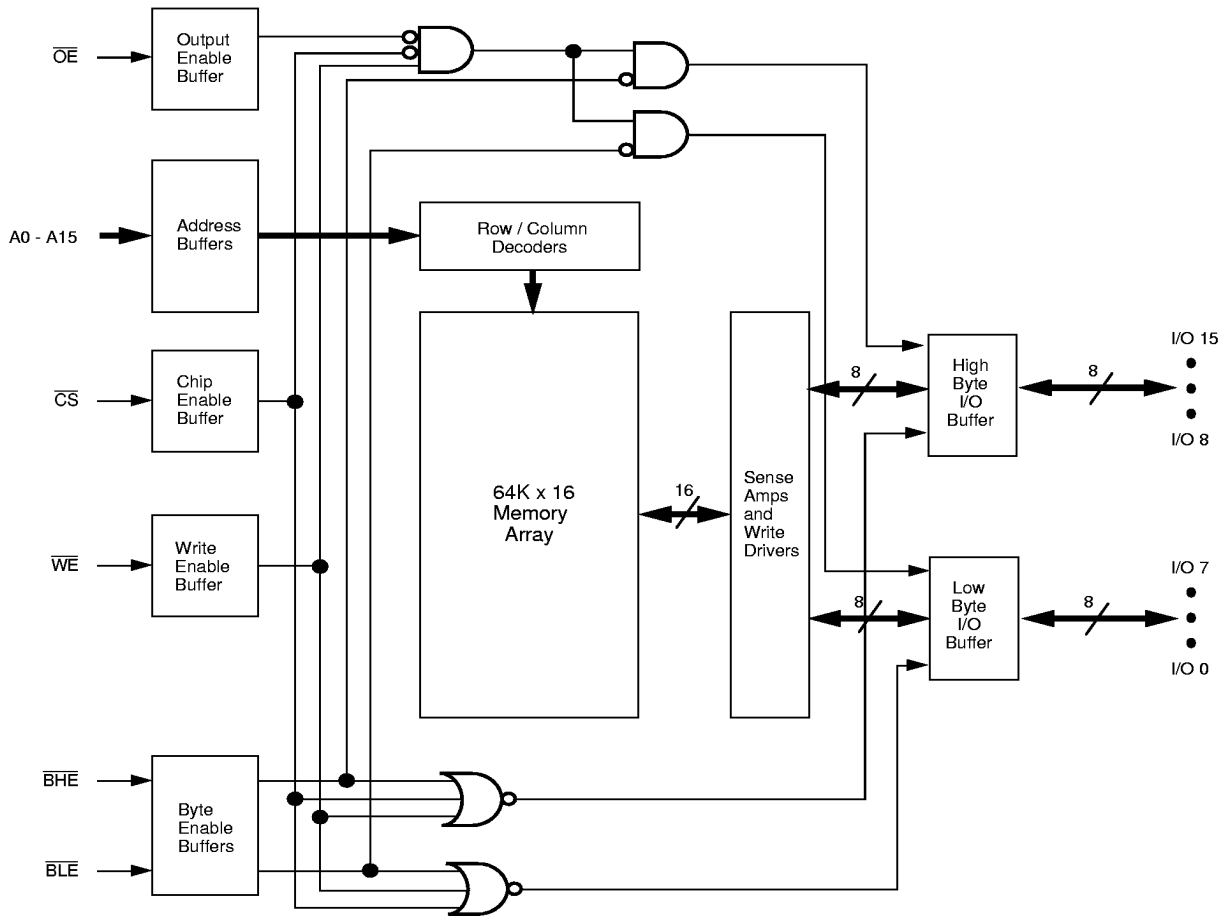 OE
Output
Enable
Buffer
A0 - A15
Address
Buffers
Row / Column
Decoders
CS
Chip
Enable
Buffer
WE
Write
Enable
Buffer
64K x 16
Memory
Array
16
Sense
Amps
and
Write
Drivers
8
High
Byte
I/O
Buffer
8
I/O 15
I/O 8
8
Low
Byte
I/O
Buffer
8
I/O 7
I/O 0
BHE
BLE
Byte
Enable
Buffers